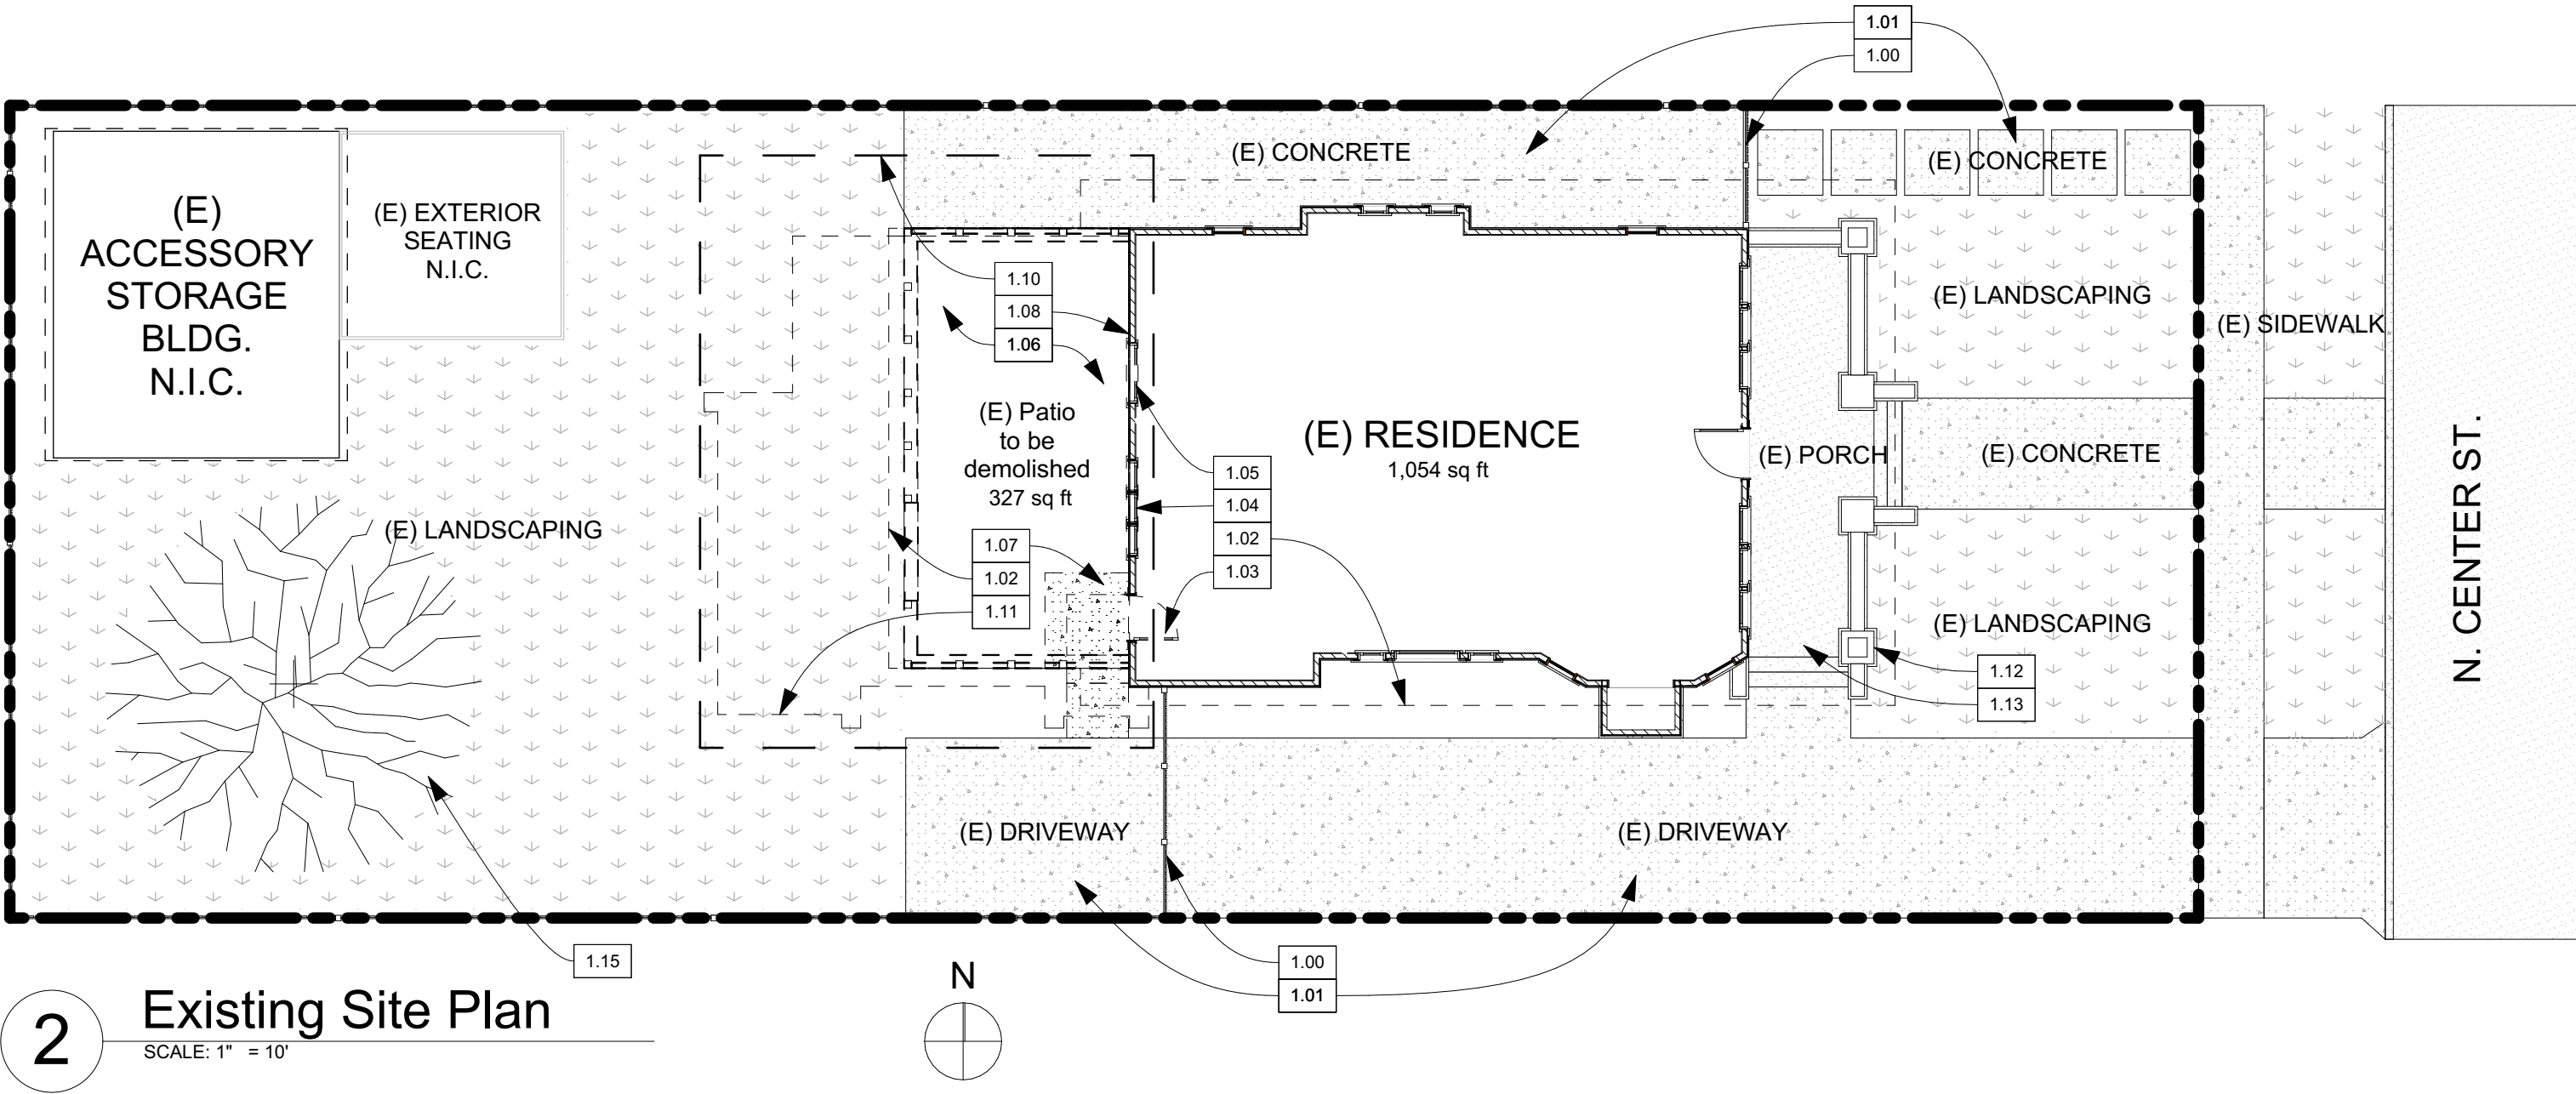 1.01
1.00
(E) CONCRETE
(E) CONCRETE
(E)
ACCESSORY
STORAGE
BLDG.
N.I.C.
(E) EXTERIOR
SEATING
N.I.C.
1.10
1.08
1.06
(E) LANDSCAPING
(E) SIDEWALK
(E) Patio
to be
demolished
327 sq ft
(E) RESIDENCE
1,054 sq ft
(E) PORCH
(E) CONCRETE
N. CENTER ST.
1.05
1.04
1.02
1.03
(E) LANDSCAPING
1.07
1.02
1.11
(E) LANDSCAPING
1.12
1.13
(E) DRIVEWAY
(E) DRIVEWAY
1.15
1.00
1.01
N
2
Existing Site Plan
SCALE: 1" = 10'